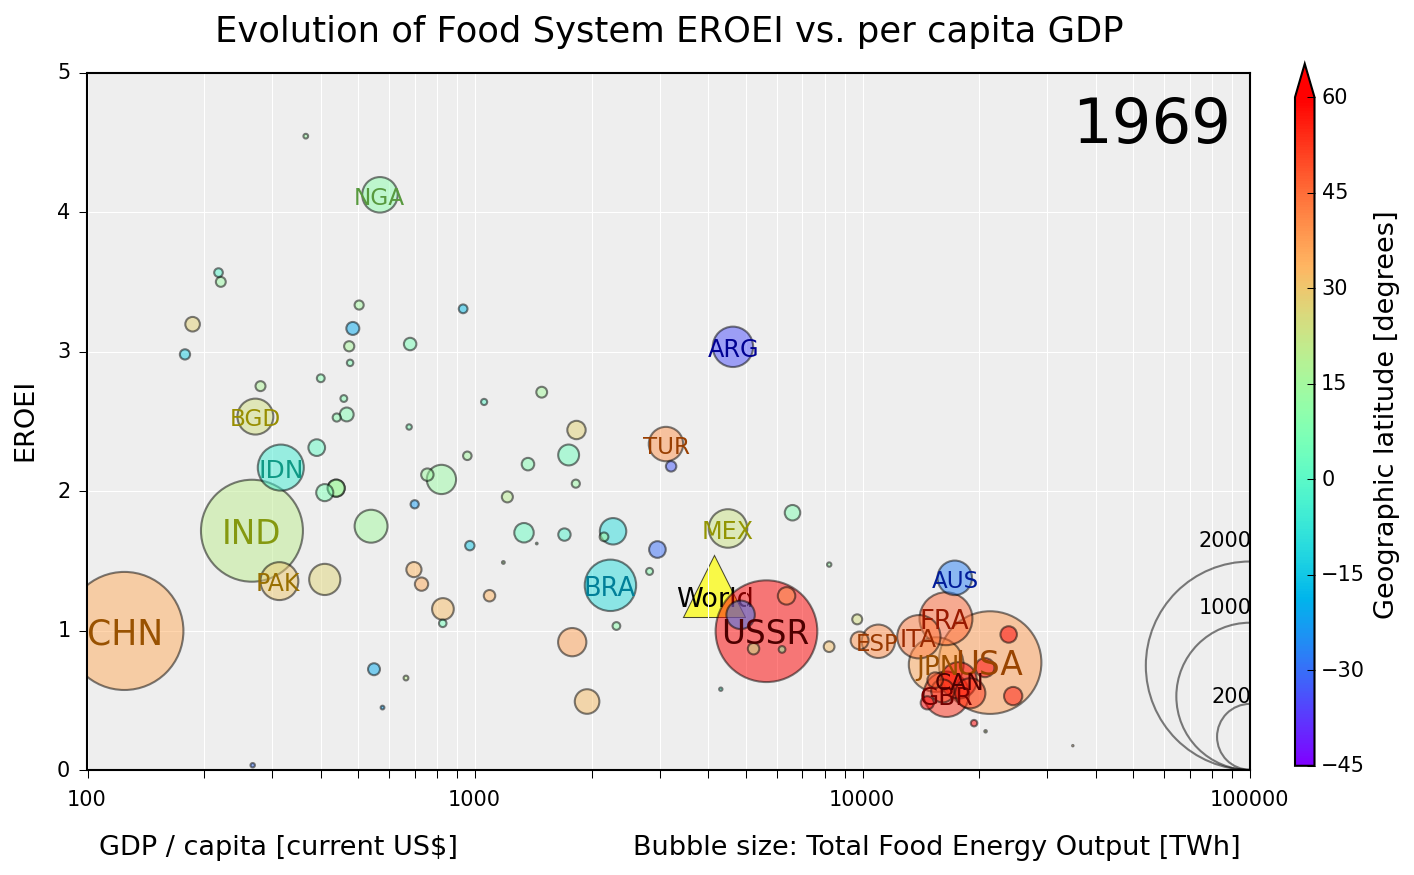 Evolution of Food System EROEI vs. per capita GDP
1969
EROEI
5
4
3
2
1
0
NGA
ARG
BGD
TUR
IDN
IND
MEX
PAK
BRA
AUS
World
CHN
USSR
FRA
ITA
ESP
JPN
USA
CAN
GBR
2000
1000
200
100
1000
10000
100000
GDP / capita [current US$]
Bubble size: Total Food Energy Output [TWh]
60
45
30
15
0
−15
−30
−45
Geographic latitude [degrees]